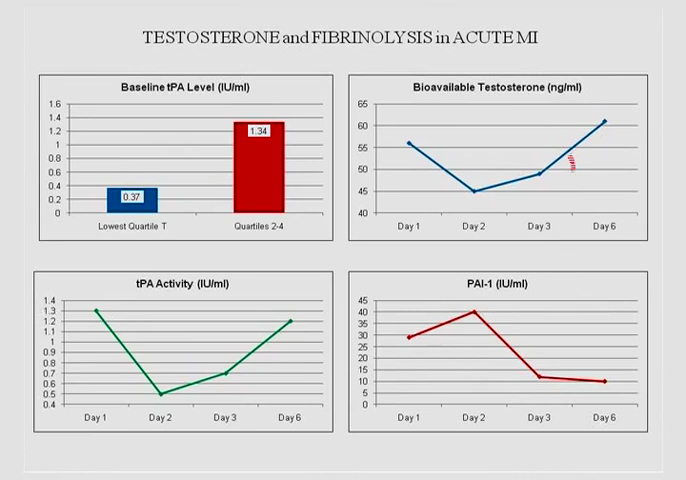 TESTOSTERONE and FIBRINOLYSIS in ACUTE MI
Baseline tPA Level (IU/ml)
1.6
1.4
1.2
1
0.8
0.6
0.4
0.2
0
0.37
1.34
Lowest Quartile T
Quartiles 2-4
Bioavailable Testosterone (ng/ml)
65
60
55
50
45
40
Day 1
Day 2
Day 3
Day 6
tPA Activity (IU/ml)
1.4
1.3
1.2
1.1
1
0.9
0.8
0.7
0.6
0.5
0.4
Day 1
Day 2
Day 3
Day 6
PAI-1 (IU/ml)
45
40
35
30
25
20
15
10
5
0
Day 1
Day 2
Day 3
Day 6